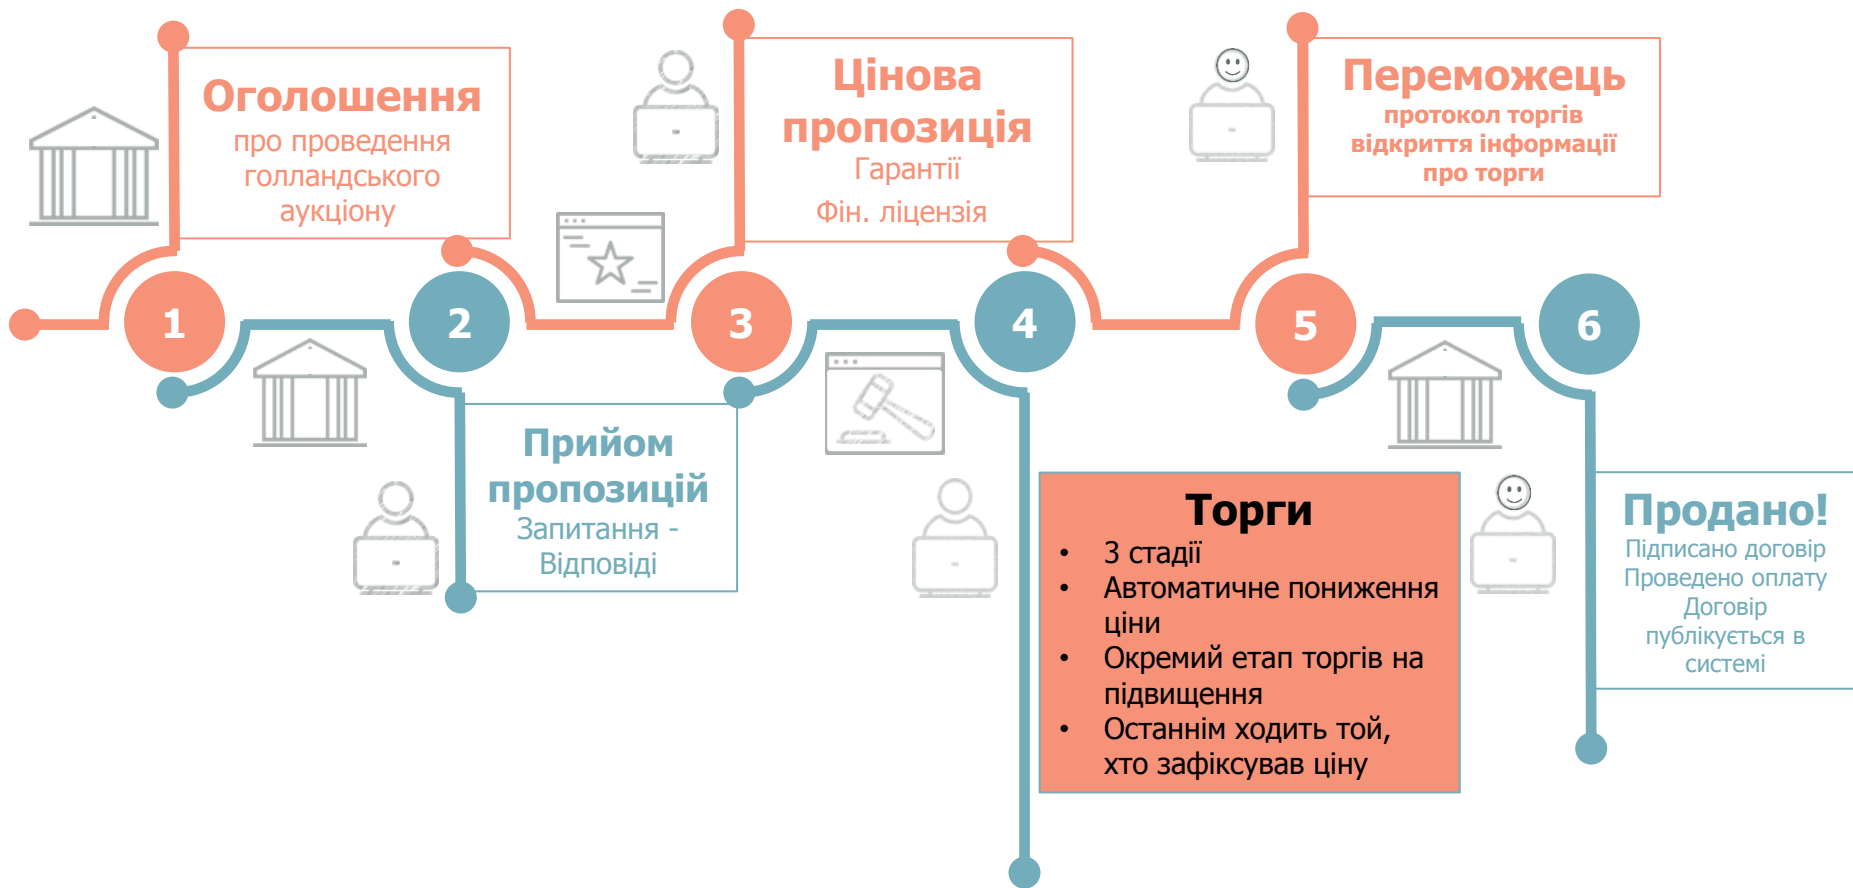 1
Оголошення
про проведення
голландського
аукціону
2
Прийом
пропозицій
Запитання -
Відповіді
3
Цінова
пропозиція
Гарантії
Фін. ліцензія
4
Торги
• 3 стадії
• Автоматичне пониження
ціни
• Окремий етап торгів на
підвищення
• Останнім ходить той,
хто зафіксував ціну
5
Переможець
протокол торгів
відкриття інформації
про торги
6
Продано!
Підписано договір
Проведено оплату
Договір
публікується в
системі